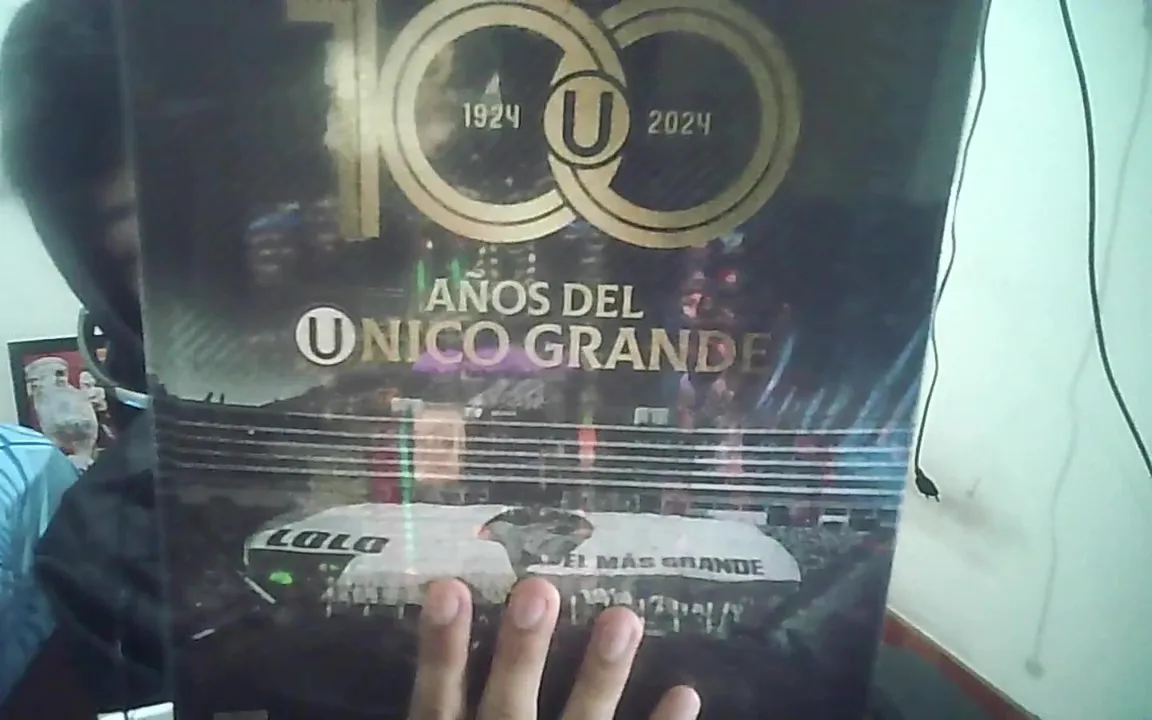 100
1924 U 2024
AÑOS DEL
UNICO GRANDE
LOLO
EL MÁS GRANDE